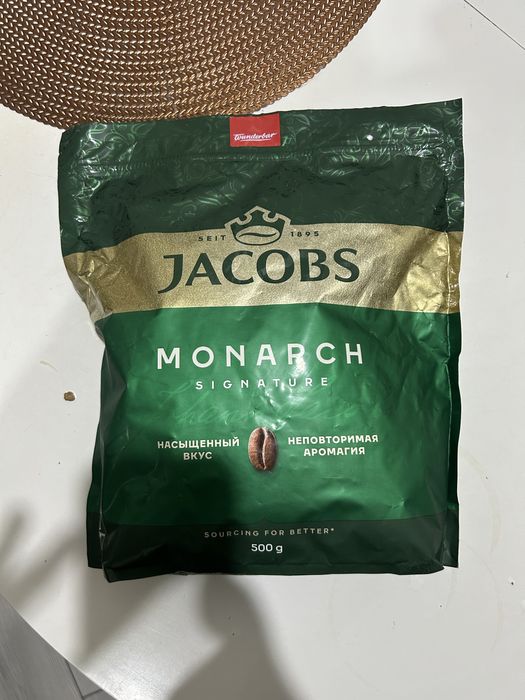 Wunderbar
SEIT 1895
JACOBS
MONARCH
SIGNATURE
НАСЫЩЕННЫЙ
ВКУС
НЕПОВТОРИМАЯ
АРОМАГИЯ
SOURCING FOR BETTER*
500 g